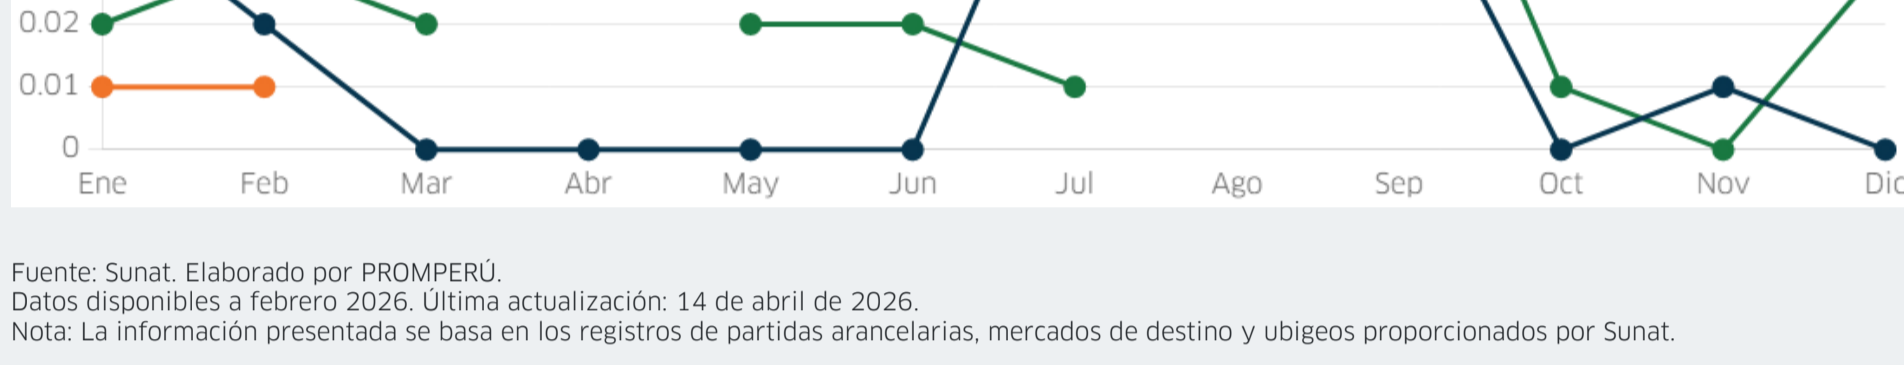 0.02
0.01
0
Ene Feb Mar Abr May Jun Jul Ago Sep Oct Nov Dic
Fuente: Sunat. Elaborado por PROMPERÚ.
Datos disponibles a febrero 2026. Última actualización: 14 de abril de 2026.
Nota: La información presentada se basa en los registros de partidas arancelarias, mercados de destino y ubigeos proporcionados por Sunat.